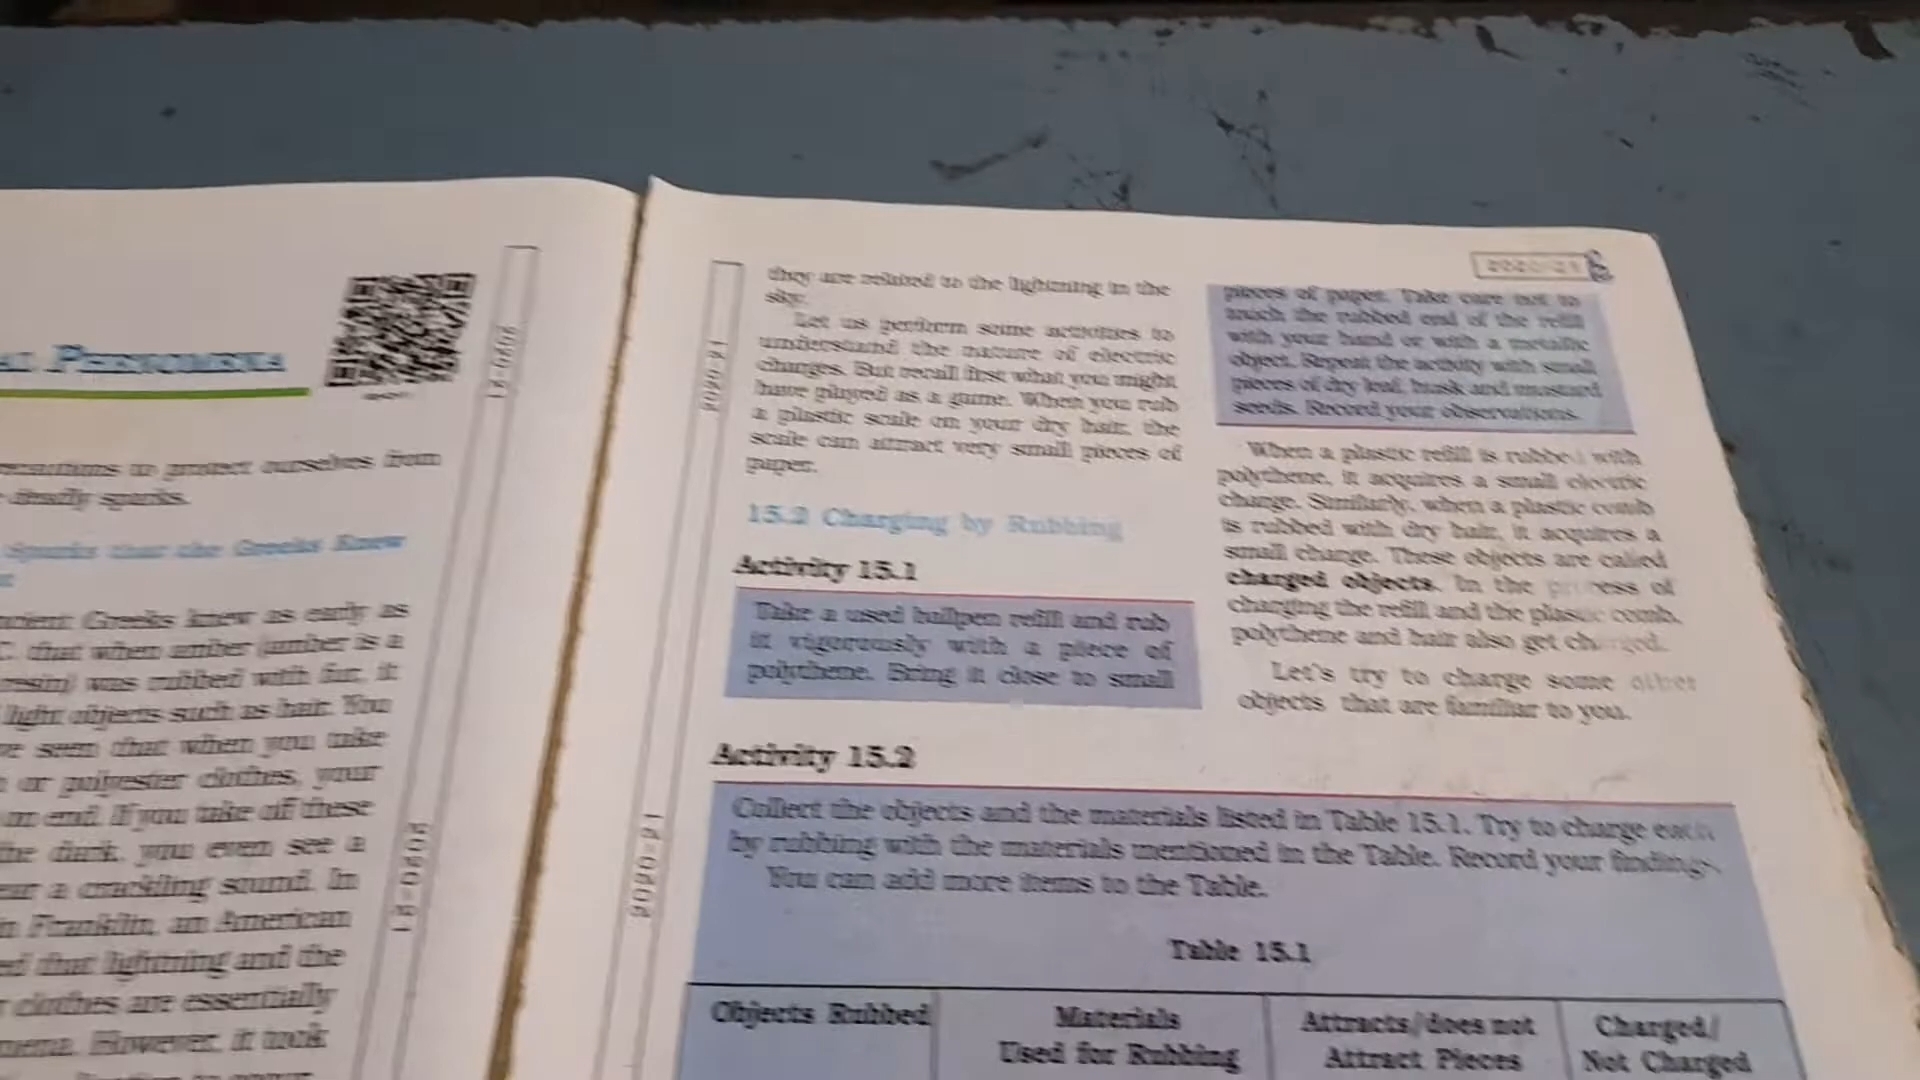 AL PHENOMENA
to protect ourselves from
deadly sparks.
Sparks that the Greeks Knew
Greeks knew as early as
that when amber (amber is a
resin) was rubbed with fur, it
light objects such as hair. You
seen that when you take
or polyester clothes, your
on end. If you take off these
the dark, you even see a
a crackling sound. In
Franklin, an American
that lightning and the
clothes are essentially
However, it took
they are related to the lightning in the
sky.
Let us perform some activities to
understand the nature of electric
charges. But recall first what you might
have played as a game. When you rub
a plastic scale on your dry hair, the
scale can attract very small pieces of
paper.
15.2 Charging by Rubbing
Activity 15.1
Take a used ballpen refill and rub
it vigorously with a piece of
polythene. Bring it close to small
pieces of paper. Take care not to
touch the rubbed end of the refill
with your hand or with a metallic
object. Repeat the activity with small
pieces of dry leaf, husk and mustard
seeds. Record your observations.
When a plastic refill is rubbed with
polythene, it acquires a small electric
charge. Similarly, when a plastic comb
is rubbed with dry hair, it acquires a
small charge. These objects are called
charged objects. In the process of
charging the refill and the plastic comb,
polythene and hair also get charged.
Let's try to charge some other
objects that are familiar to you.
Activity 15.2
Collect the objects and the materials listed in Table 15.1. Try to charge each
by rubbing with the materials mentioned in the Table. Record your findings.
You can add more items to the Table.
Table 15.1
Objects Rubbed
Materials
Used for Rubbing
Attracts/does not
Attract Pieces
Charged/
Not Charged